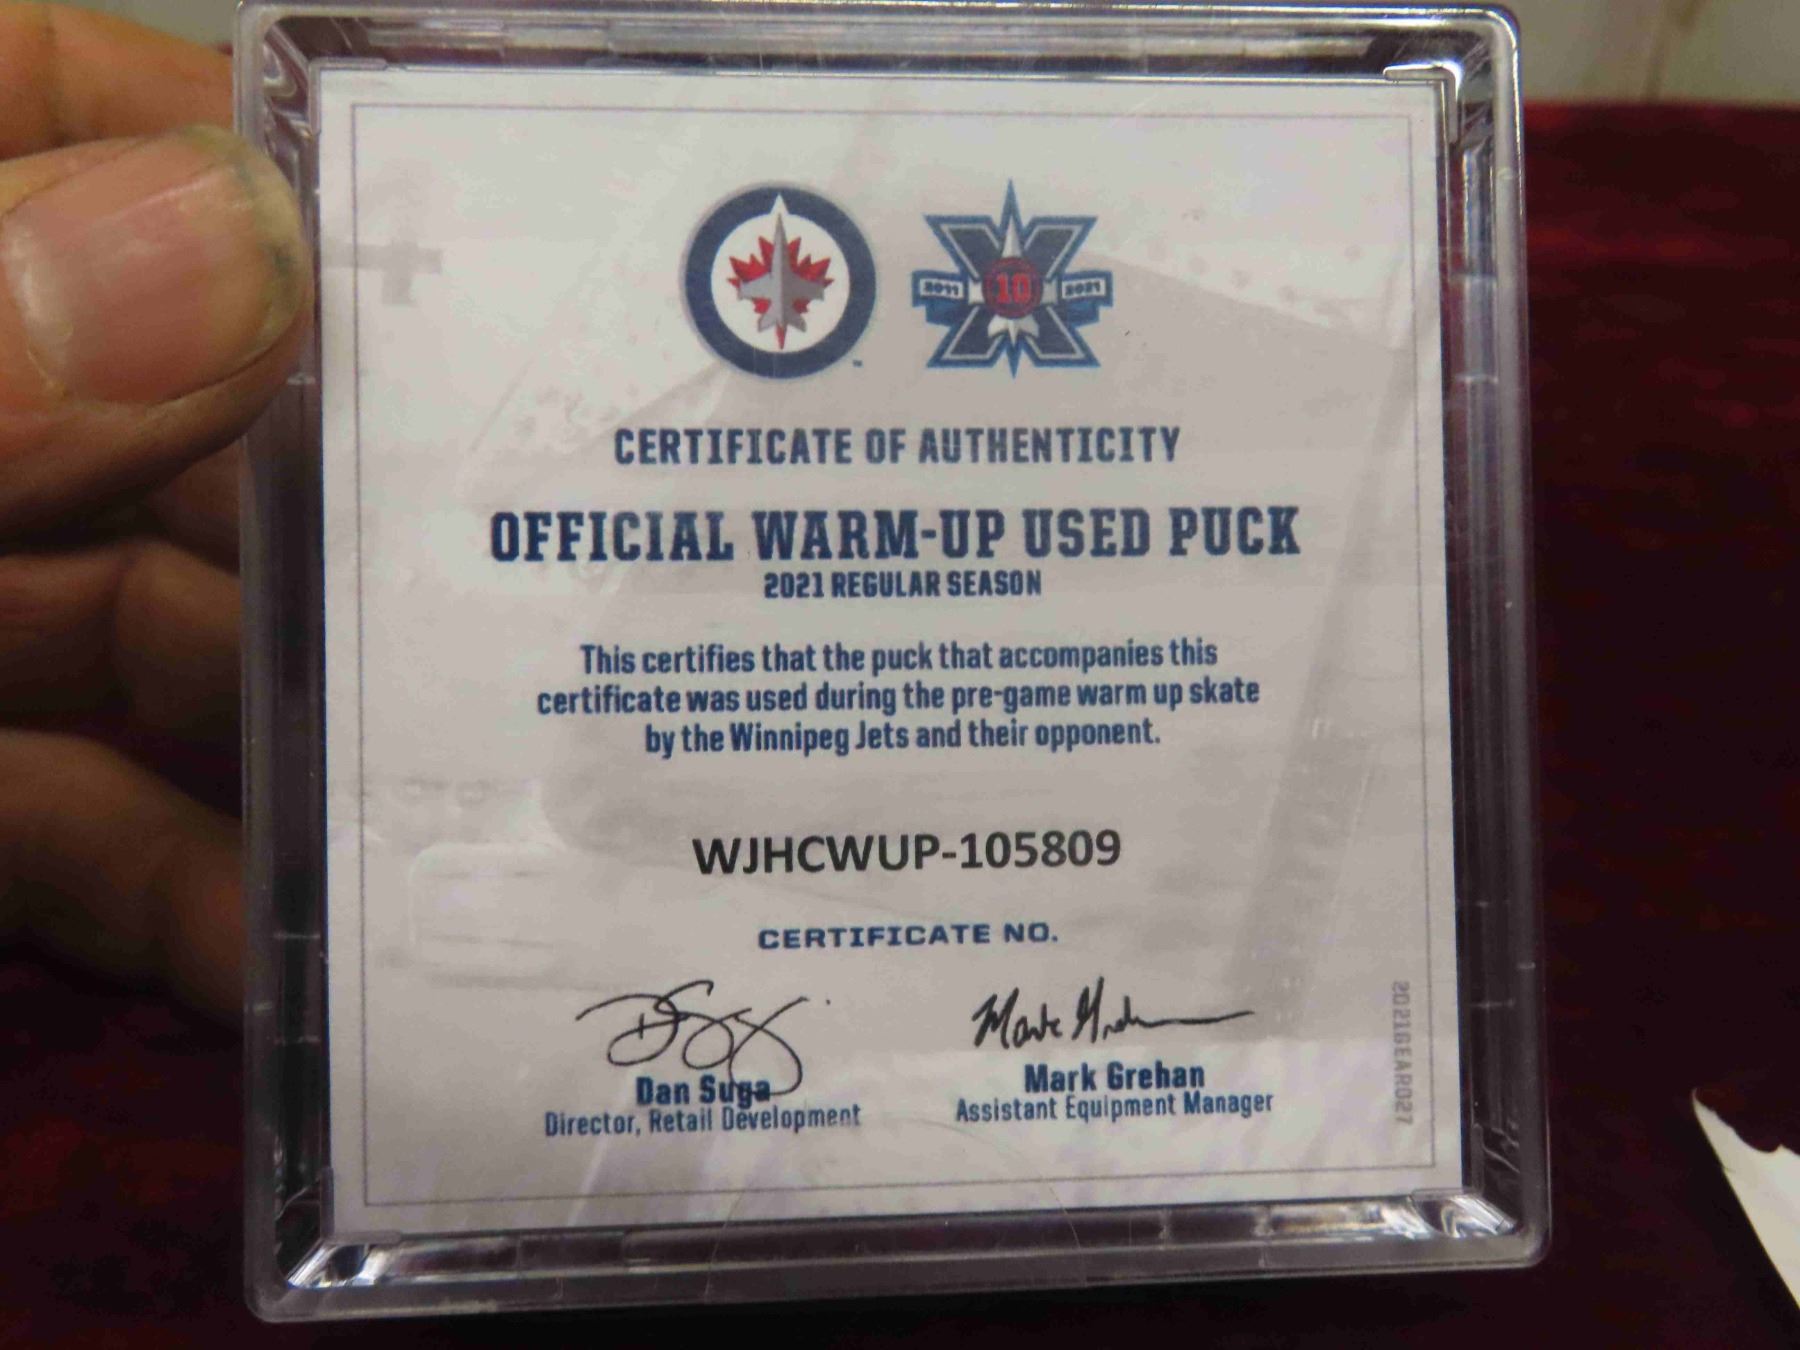 2011 10 2021
CERTIFICATE OF AUTHENTICITY
OFFICIAL WARM-UP USED PUCK
2021 REGULAR SEASON
This certifies that the puck that accompanies this
certificate was used during the pre-game warm up skate
by the Winnipeg Jets and their opponent.
WJHCWUP-105809
CERTIFICATE NO.
Dan Suga
Director, Retail Development
Mark Grehan
Mark Grehan
Assistant Equipment Manager